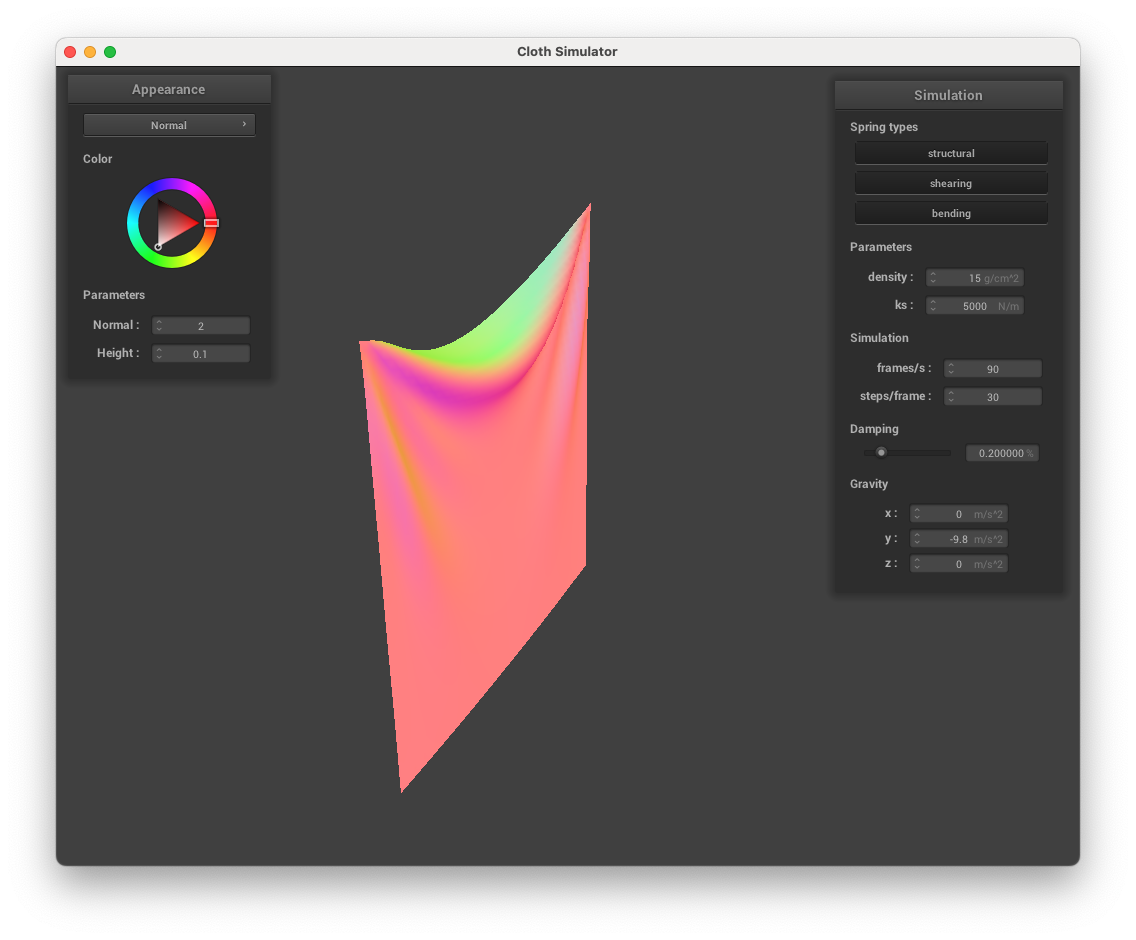 Cloth Simulator
Appearance
Normal ›
Color
Parameters
Normal : 2
Height : 0.1
Simulation
Spring types
structural
shearing
bending
Parameters
density : 15 g/cm^2
ks : 5000 N/m
Simulation
frames/s : 90
steps/frame : 30
Damping
0.200000 %
Gravity
x : 0 m/s^2
y : -9.8 m/s^2
z : 0 m/s^2